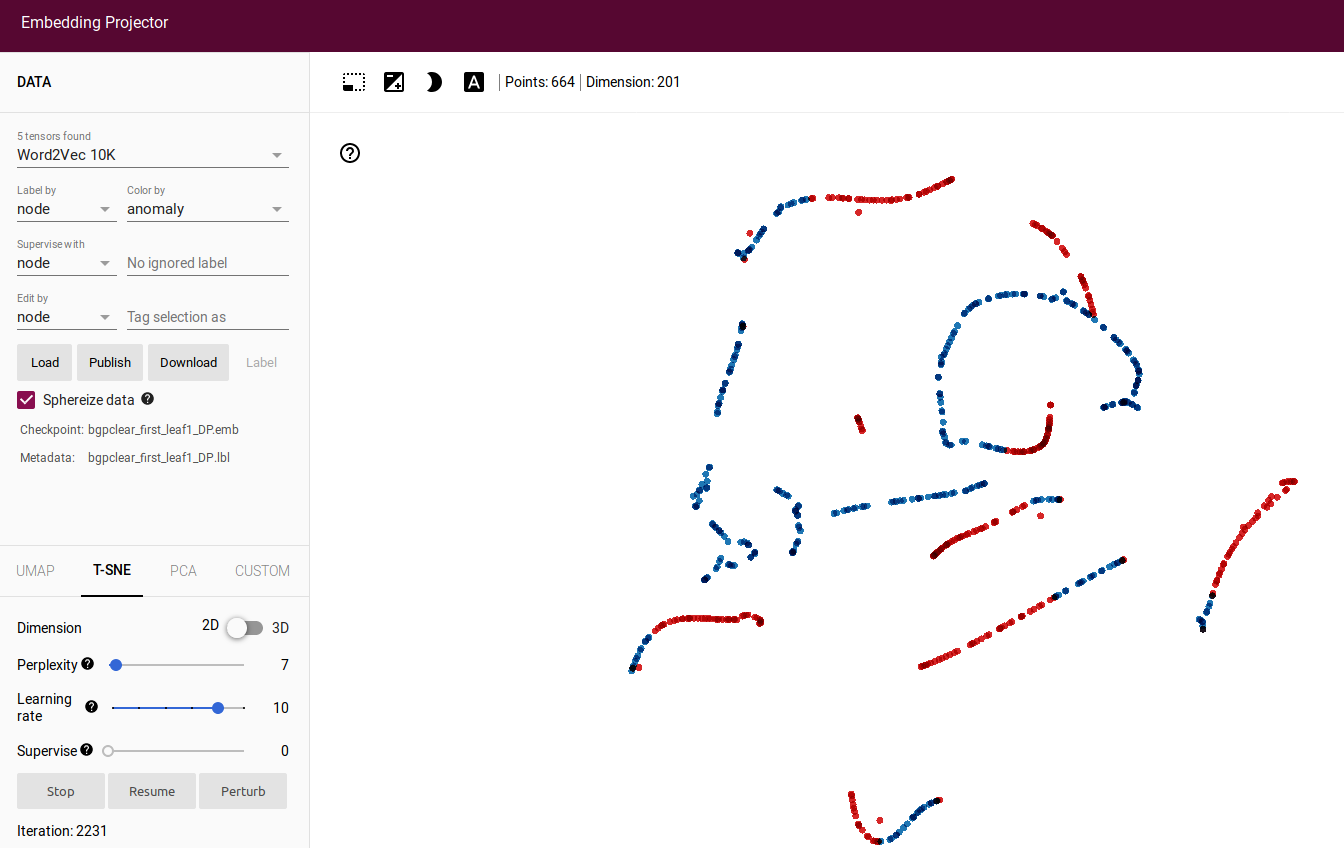 Embedding Projector
DATA
Points: 664 | Dimension: 201
5 tensors found
Word2Vec 10K
Label by Color by
node anomaly
Supervise with
node No ignored label
Edit by
node Tag selection as
Load Publish Download Label
Sphereize data
Checkpoint: bgpclear_first_leaf1_DP.emb
Metadata: bgpclear_first_leaf1_DP.lbl
UMAP T-SNE PCA CUSTOM
Dimension 2D 3D
Perplexity 7
Learning
rate 10
Supervise 0
Stop Resume Perturb
Iteration: 2231